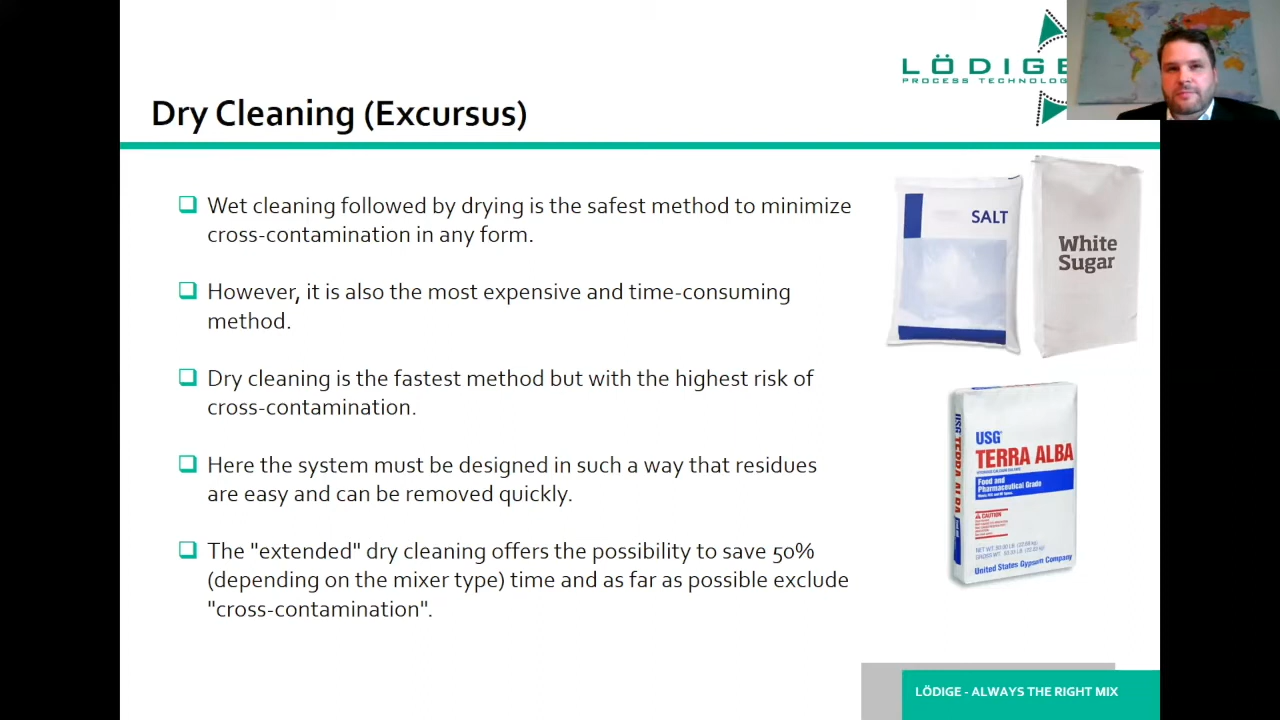 LÖDIGE
PROCESS TECHNOLOG
Dry Cleaning (Excursus)
Wet cleaning followed by drying is the safest method to minimize
cross-contamination in any form.
However, it is also the most expensive and time-consuming
method.
Dry cleaning is the fastest method but with the highest risk of
cross-contamination.
Here the system must be designed in such a way that residues
are easy and can be removed quickly.
The "extended" dry cleaning offers the possibility to save 50%
(depending on the mixer type) time and as far as possible exclude
"cross-contamination".
SALT
White
Sugar
USG
TERRA ALBA
Food and
Pharmaceutical Grade
CAUTION
United States Gypsum Company
USG TERRA ALBA
LÖDIGE - ALWAYS THE RIGHT MIX